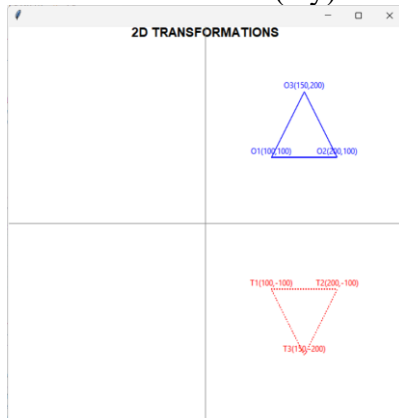 2D TRANSFORMATIONS
O3(150,200)
O1(100,100) O2(200,100)
T1(100,-100) T2(200,-100)
T3(150,-200)